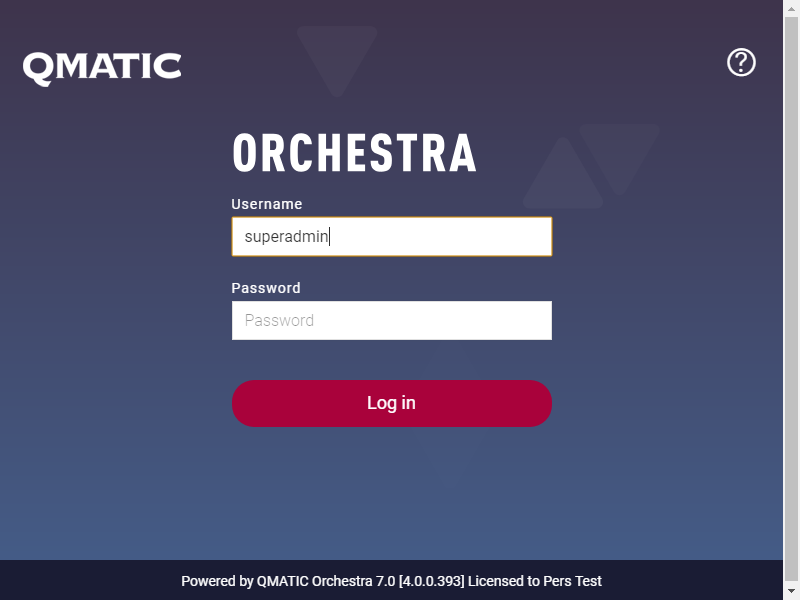 QMATIC
ORCHESTRA
Username
superadmin
Password
Password
Log in
Powered by QMATIC Orchestra 7.0 [4.0.0.393] Licensed to Pers Test